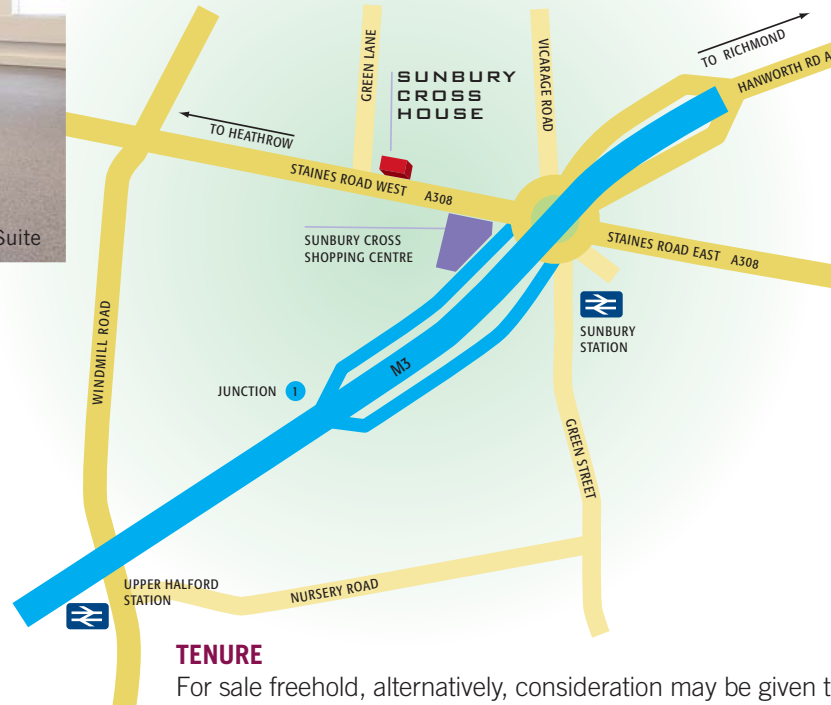 Suite
GREEN LANE
SUNBURY
CROSS
HOUSE
VICARAGE ROAD
TO RICHMOND
HANWORTH RD A
TO HEATHROW
STAINES ROAD WEST A308
SUNBURY CROSS
SHOPPING CENTRE
STAINES ROAD EAST A308
SUNBURY
STATION
WINDMILL ROAD
M3
JUNCTION 1
GREEN STREET
UPPER HALFORD
STATION
NURSERY ROAD
TENURE
For sale freehold, alternatively, consideration may be given t